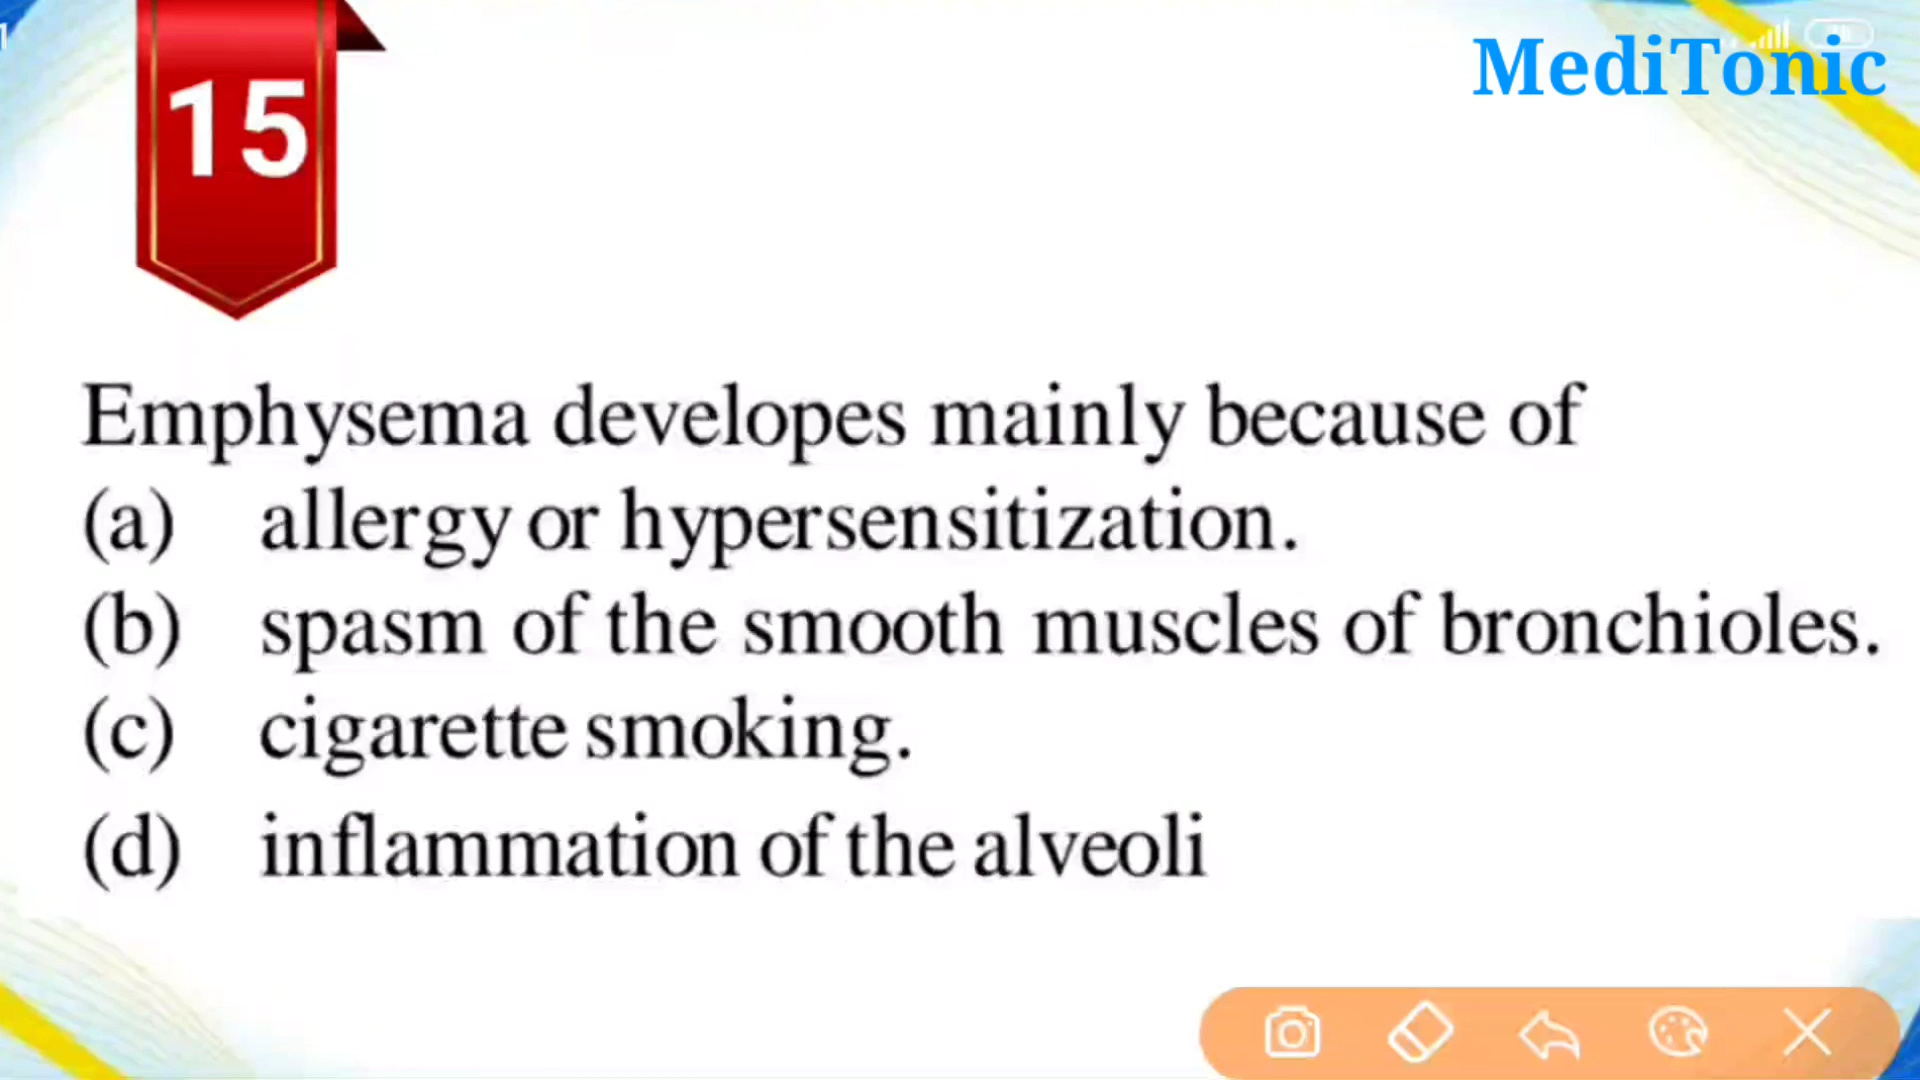 MediTonic
15
Emphysema developes mainly because of
(a) allergy or hypersensitization.
(b) spasm of the smooth muscles of bronchioles.
(c) cigarette smoking.
(d) inflammation of the alveoli